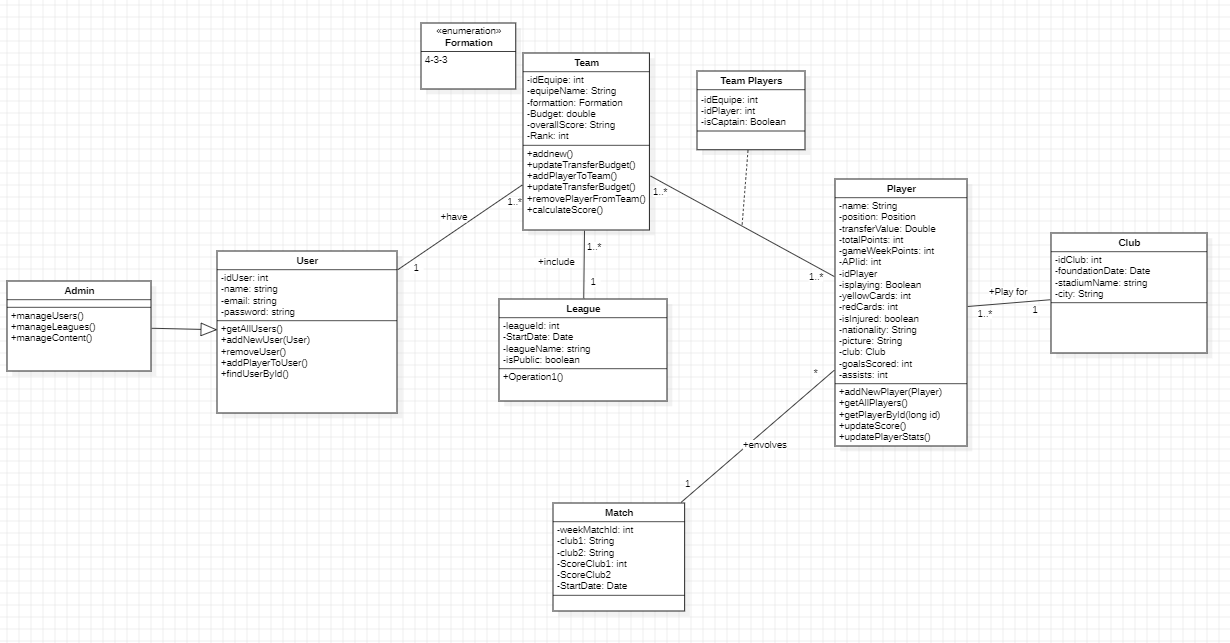 «enumeration»
Formation
4-3-3
Team
-idEquipe: int
-equipeName: String
-formattion: Formation
-Budget: double
-overallScore: String
-Rank: int
+addnew()
+updateTransferBudget()
+addPlayerToTeam()
+updateTransferBudget()
+removePlayerFromTeam()
+calculateScore()
Team Players
-idEquipe: int
-idPlayer: int
-isCaptain: Boolean
Player
-name: String
-position: Position
-transferValue: Double
-totalPoints: int
-gameWeekPoints: int
-APIid: int
-idPlayer
-isplaying: Boolean
-yellowCards: int
-redCards: int
-isInjured: boolean
-nationality: String
-picture: String
-club: Club
-goalsScored: int
-assists: int
+addNewPlayer(Player)
+getAllPlayers()
+getPlayerById(long id)
+updateScore()
+updatePlayerStats()
Club
-idClub: int
-foundationDate: Date
-stadiumName: string
-city: String
+Play for
1..*
1
1..*
1..*
+have
1..*
1
1..*
+include
1
User
-idUser: int
-name: string
-email: string
-password: string
+getAllUsers()
+addNewUser(User)
+removeUser()
+addPlayerToUser()
+findUserById()
Admin
+manageUsers()
+manageLeagues()
+manageContent()
League
-leagueId: int
-StartDate: Date
-leagueName: string
-isPublic: boolean
+Operation1()
*
+envolves
1
Match
-weekMatchId: int
-club1: String
-club2: String
-ScoreClub1: int
-ScoreClub2
-StartDate: Date